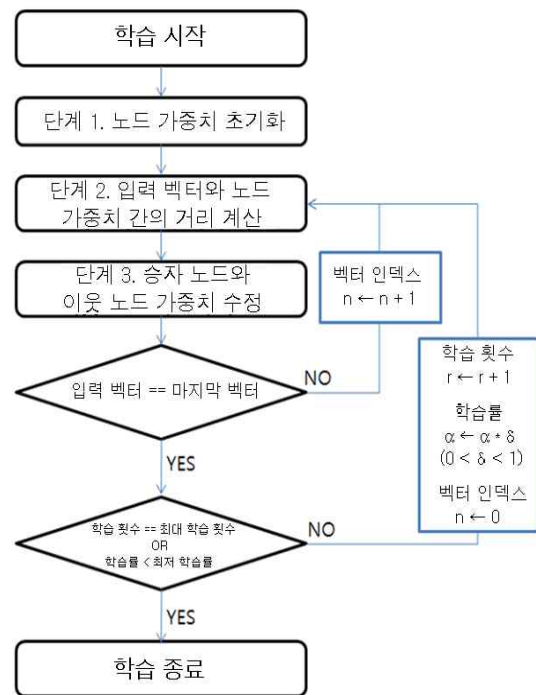 학습 시작
단계 1. 노드 가중치 초기화
단계 2. 입력 벡터와 노드
가중치 간의 거리 계산
단계 3. 승자 노드와
이웃 노드 가중치 수정
벡터 인덱스
n ← n + 1
입력 벡터 == 마지막 벡터
NO
YES
학습 횟수
r ← r + 1
학습률
α ← α * δ
(0 < δ < 1)
벡터 인덱스
n ← 0
학습 횟수 == 최대 학습 횟수
OR
학습률 < 최저 학습률
NO
YES
학습 종료